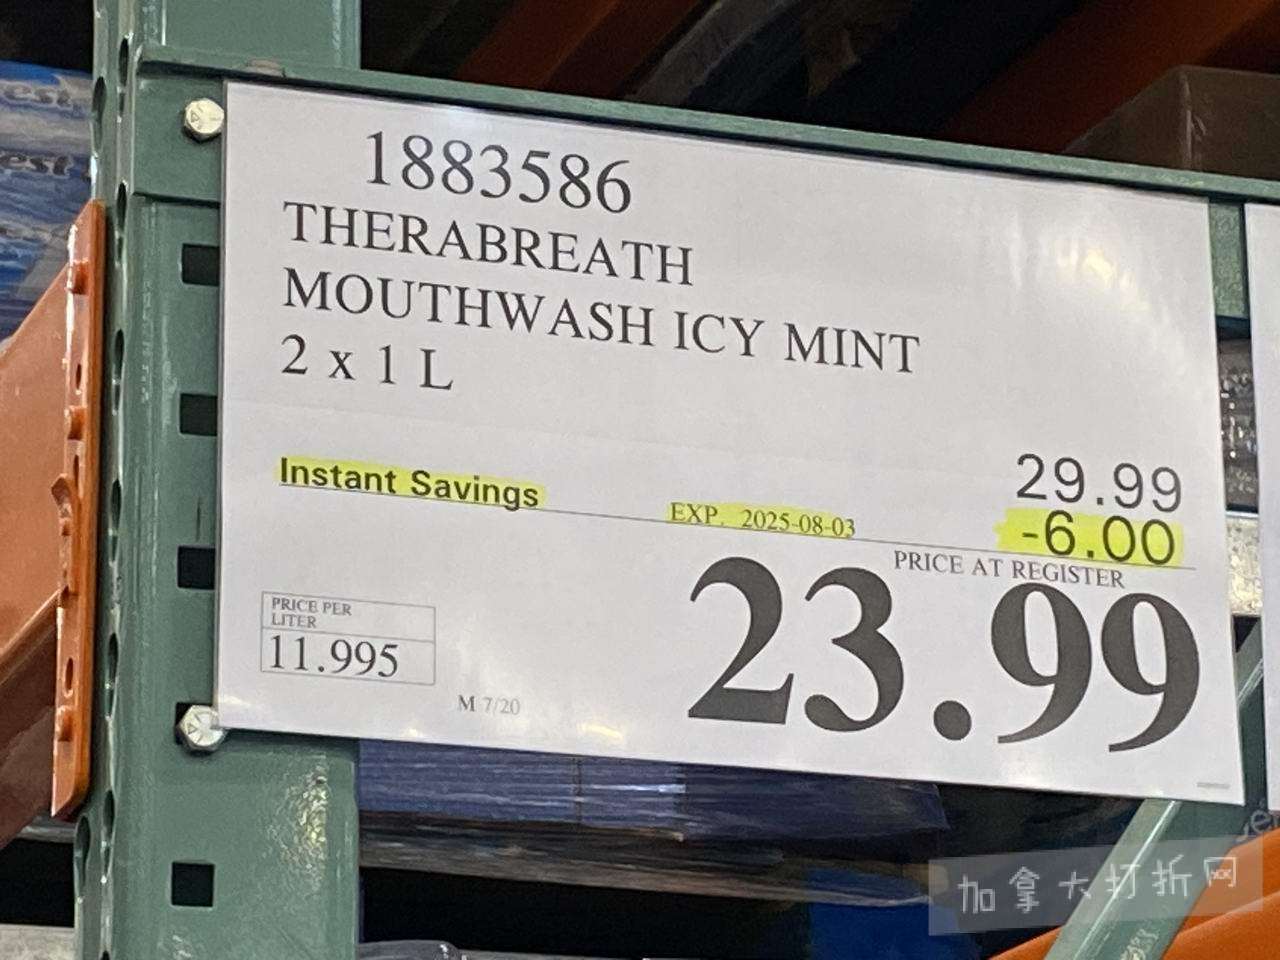 1883586
THERABREATH
MOUTHWASH ICY MINT
2 x 1 L
29.99
Instant Savings EXP. 2025-08-03 -6.00
PRICE AT REGISTER
23.99
PRICE PER
LITER
11.995
M 7/20
加拿大打折网